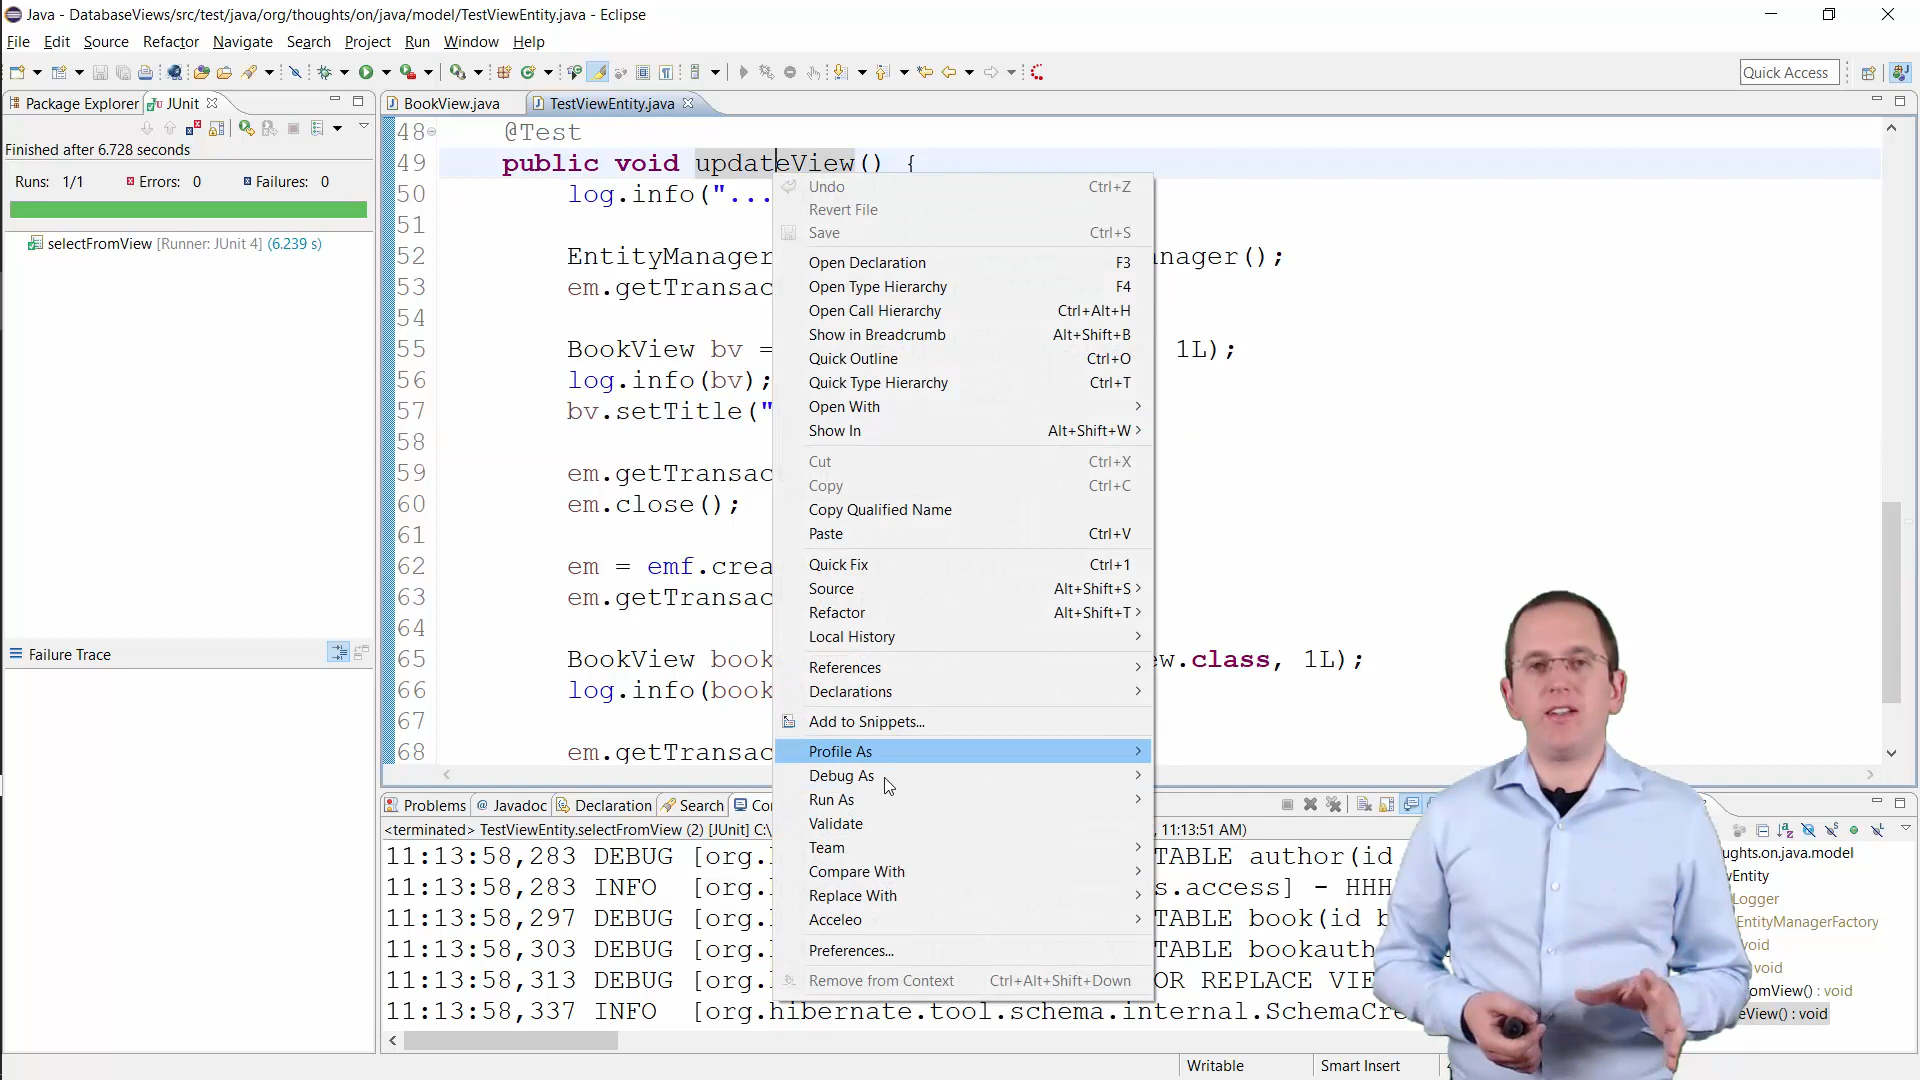 Java - DatabaseViews/src/test/java/org/thoughts/on/java/model/TestViewEntity.java - Eclipse
File Edit Source Refactor Navigate Search Project Run Window Help
Quick Access
Package Explorer JUnit
BookView.java TestViewEntity.java
Finished after 6.728 seconds
Runs: 1/1 Errors: 0 Failures: 0
selectFromView [Runner: JUnit 4] (6.239 s)
Failure Trace
48 @Test
49 public void updateView() {
50 log.info("...
51
52 EntityManager nager();
53 em.getTransac
54
55 BookView bv = 1L);
56 log.info(bv);
57 bv.setTitle("
58
59 em.getTransac
60 em.close();
61
62 em = emf.crea
63 em.getTransac
64
65 BookView book w.class, 1L);
66 log.info(book
67
68 em.getTransac
Undo Ctrl+Z
Revert File
Save Ctrl+S
Open Declaration F3
Open Type Hierarchy F4
Open Call Hierarchy Ctrl+Alt+H
Show in Breadcrumb Alt+Shift+B
Quick Outline Ctrl+O
Quick Type Hierarchy Ctrl+T
Open With
Show In Alt+Shift+W
Cut Ctrl+X
Copy Ctrl+C
Copy Qualified Name
Paste Ctrl+V
Quick Fix Ctrl+1
Source Alt+Shift+S
Refactor Alt+Shift+T
Local History
References
Declarations
Add to Snippets...
Profile As
Debug As
Run As
Validate
Team
Compare With
Replace With
Acceleo
Preferences...
Remove from Context Ctrl+Alt+Shift+Down
Problems Javadoc Declaration Search Co
<terminated> TestViewEntity.selectFromView (2) [JUnit] C:\ , 11:13:51 AM)
11:13:58,283 DEBUG [org.h TABLE author(id
11:13:58,283 INFO [org.h s.access] - HHH
11:13:58,297 DEBUG [org.h TABLE book(id b
11:13:58,303 DEBUG [org.h TABLE bookauth
11:13:58,313 DEBUG [org.h OR REPLACE VIE
11:13:58,337 INFO [org.hibernate.tool.schema.internal.SchemaCre
ughts.on.java.model
wEntity
Logger
EntityManagerFactory
void
void
omView() : void
eView() : void
Writable Smart Insert